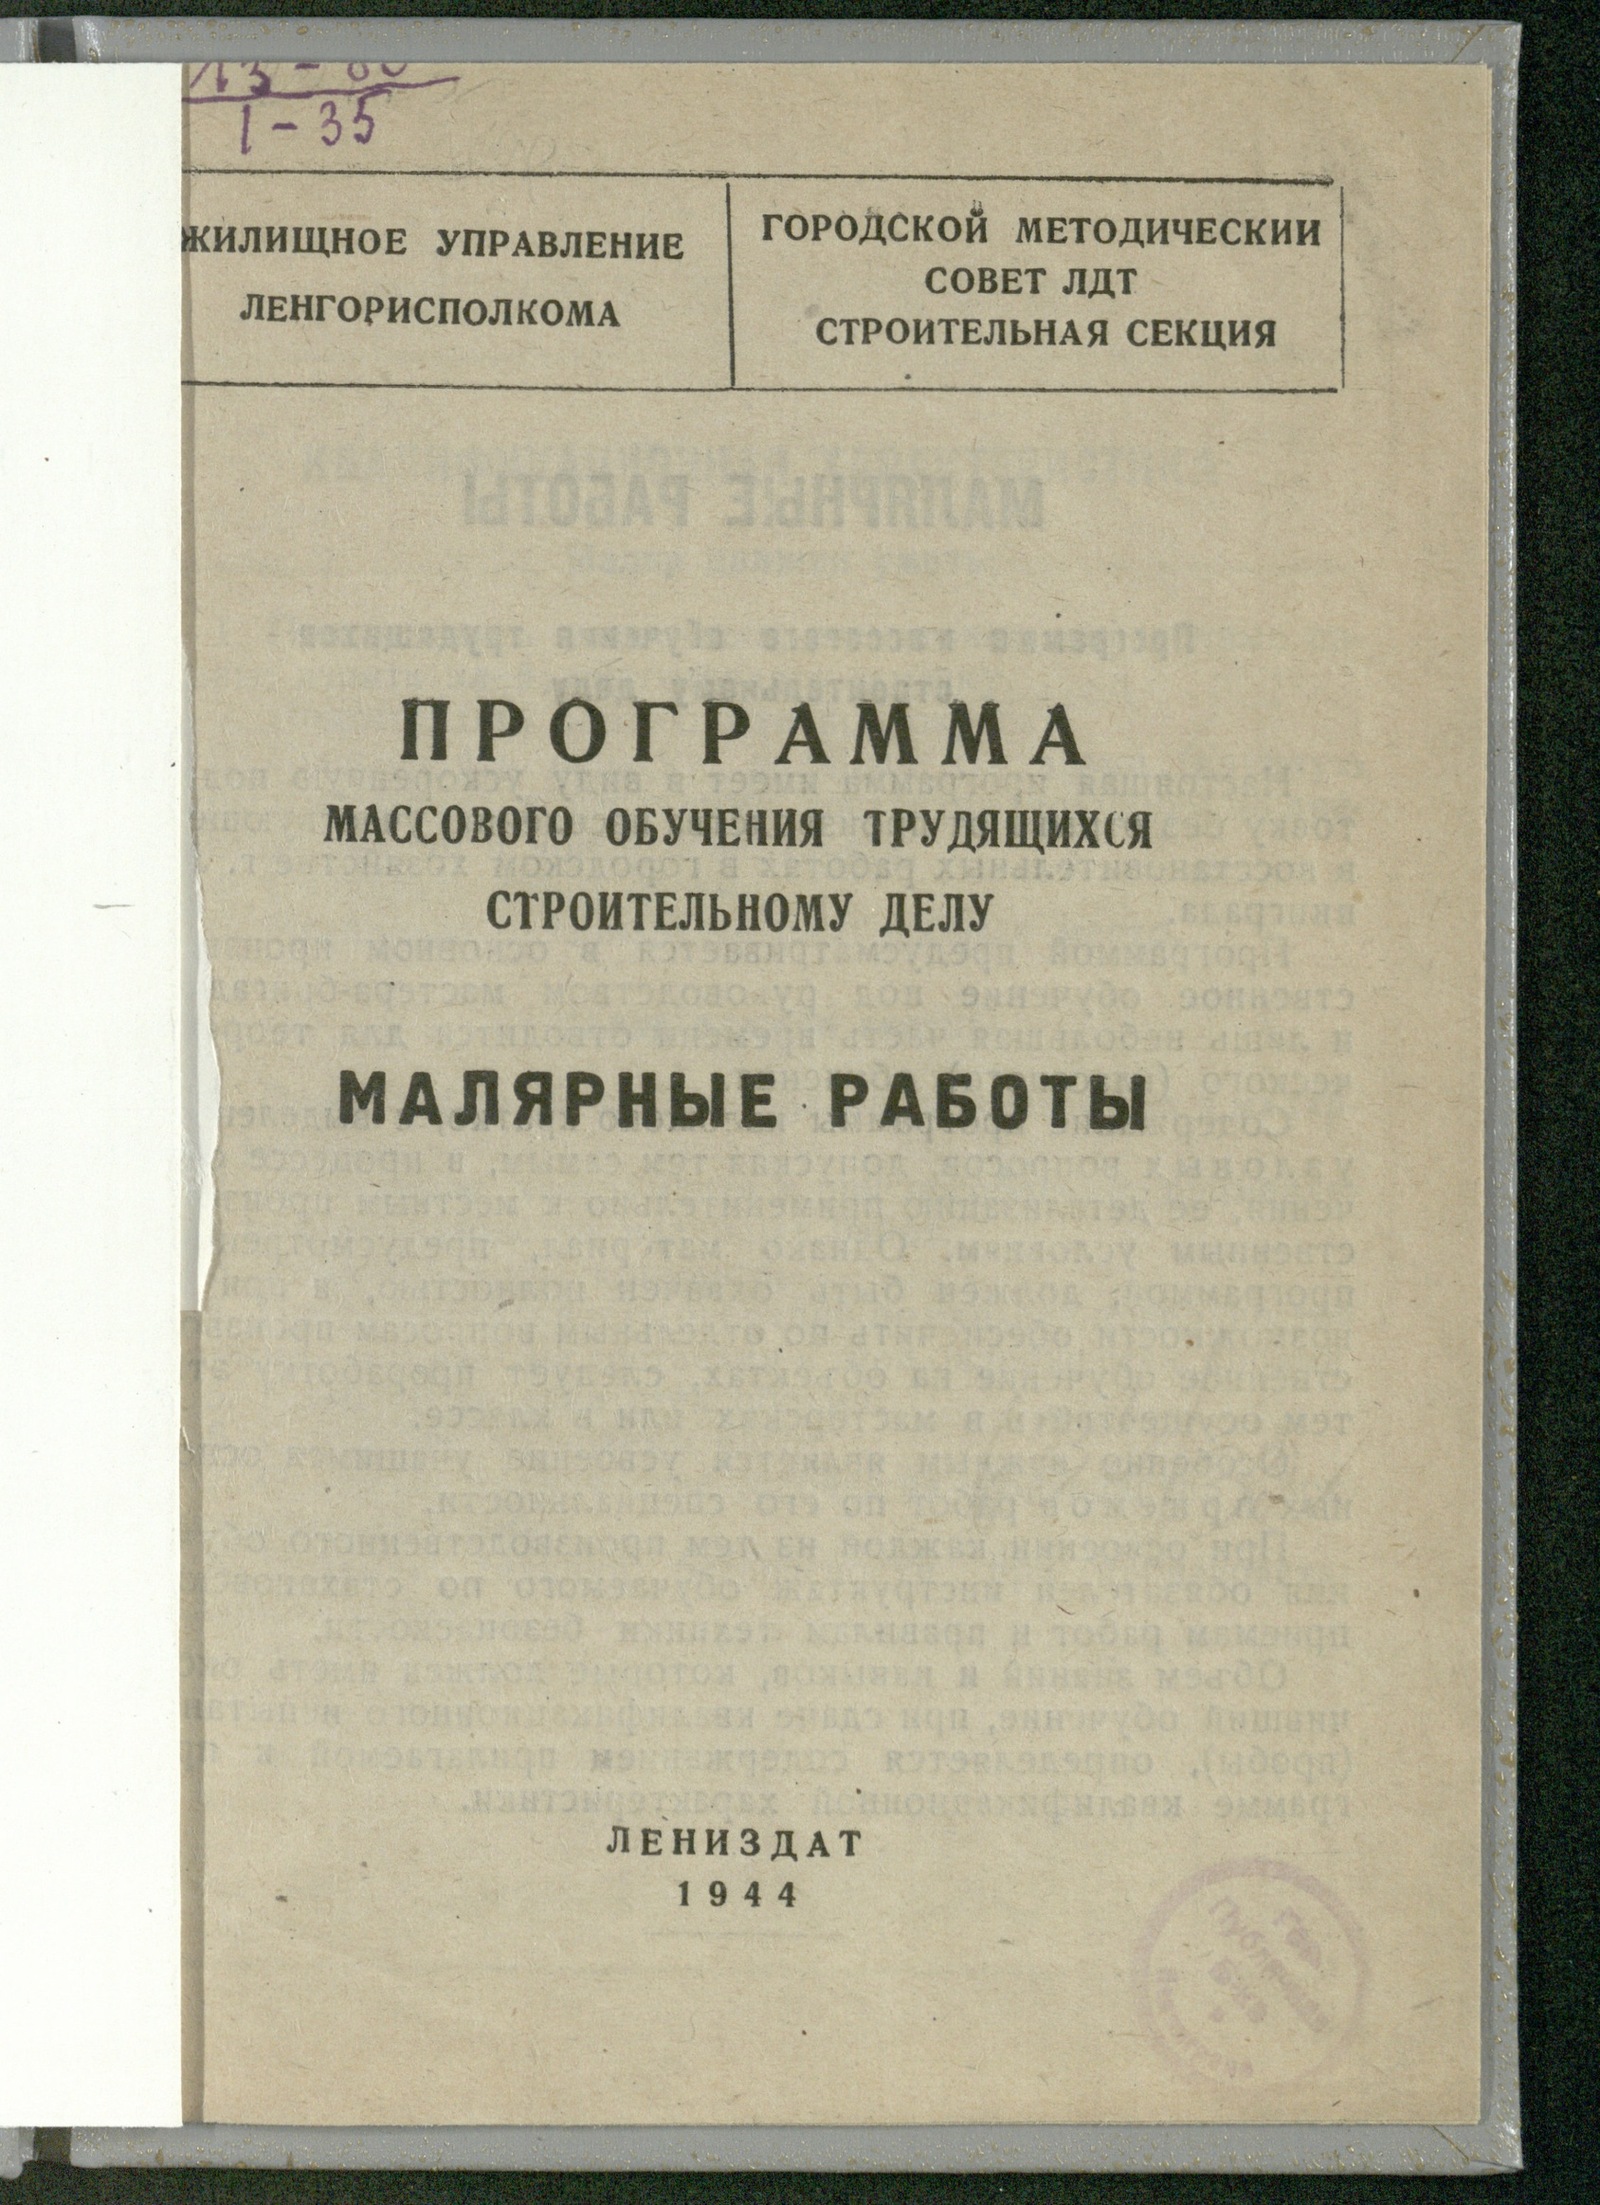 1-35
ЖИЛИЩНОЕ УПРАВЛЕНИЕ
ЛЕНГОРИСПОЛКОМА
ГОРОДСКОЙ МЕТОДИЧЕСКИЙ
СОВЕТ ЛДТ
СТРОИТЕЛЬНАЯ СЕКЦИЯ
ПРОГРАММА
МАССОВОГО ОБУЧЕНИЯ ТРУДЯЩИХСЯ
СТРОИТЕЛЬНОМУ ДЕЛУ
МАЛЯРНЫЕ РАБОТЫ
ЛЕНИЗДАТ
1944